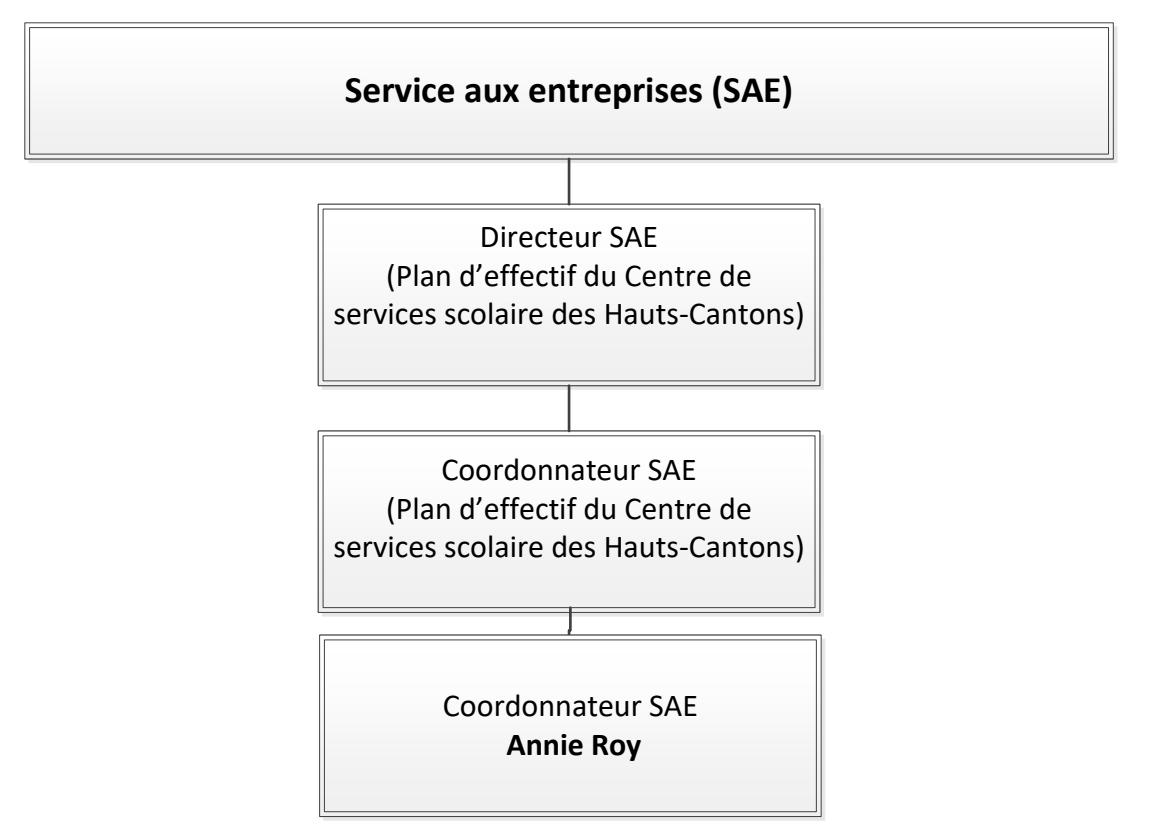 Service aux entreprises (SAE)
Directeur SAE
(Plan d’effectif du Centre de
services scolaire des Hauts-Cantons)
Coordonnateur SAE
(Plan d’effectif du Centre de
services scolaire des Hauts-Cantons)
Coordonnateur SAE
Annie Roy